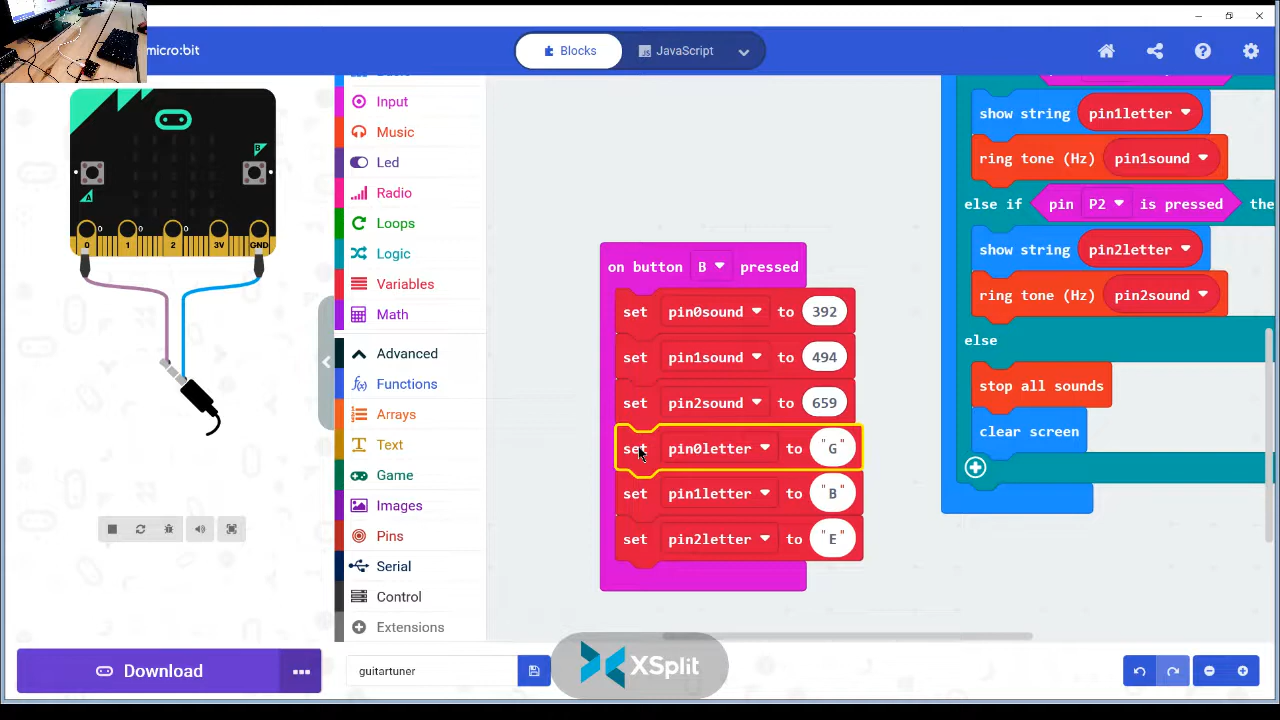 micro:bit
Blocks
JS JavaScript
B
A
0
1
2
3V
GND
0
0
0
Input
Music
Led
Radio
Loops
Logic
Variables
Math
Advanced
Functions
Arrays
Text
Game
Images
Pins
Serial
Control
Extensions
on button B pressed
set pin0sound to 392
set pin1sound to 494
set pin2sound to 659
set pin0letter to "G"
set pin1letter to "B"
set pin2letter to "E"
show string pin1letter
ring tone (Hz) pin1sound
else if pin P2 is pressed the
show string pin2letter
ring tone (Hz) pin2sound
else
stop all sounds
clear screen
Download
guitartuner
XSplit